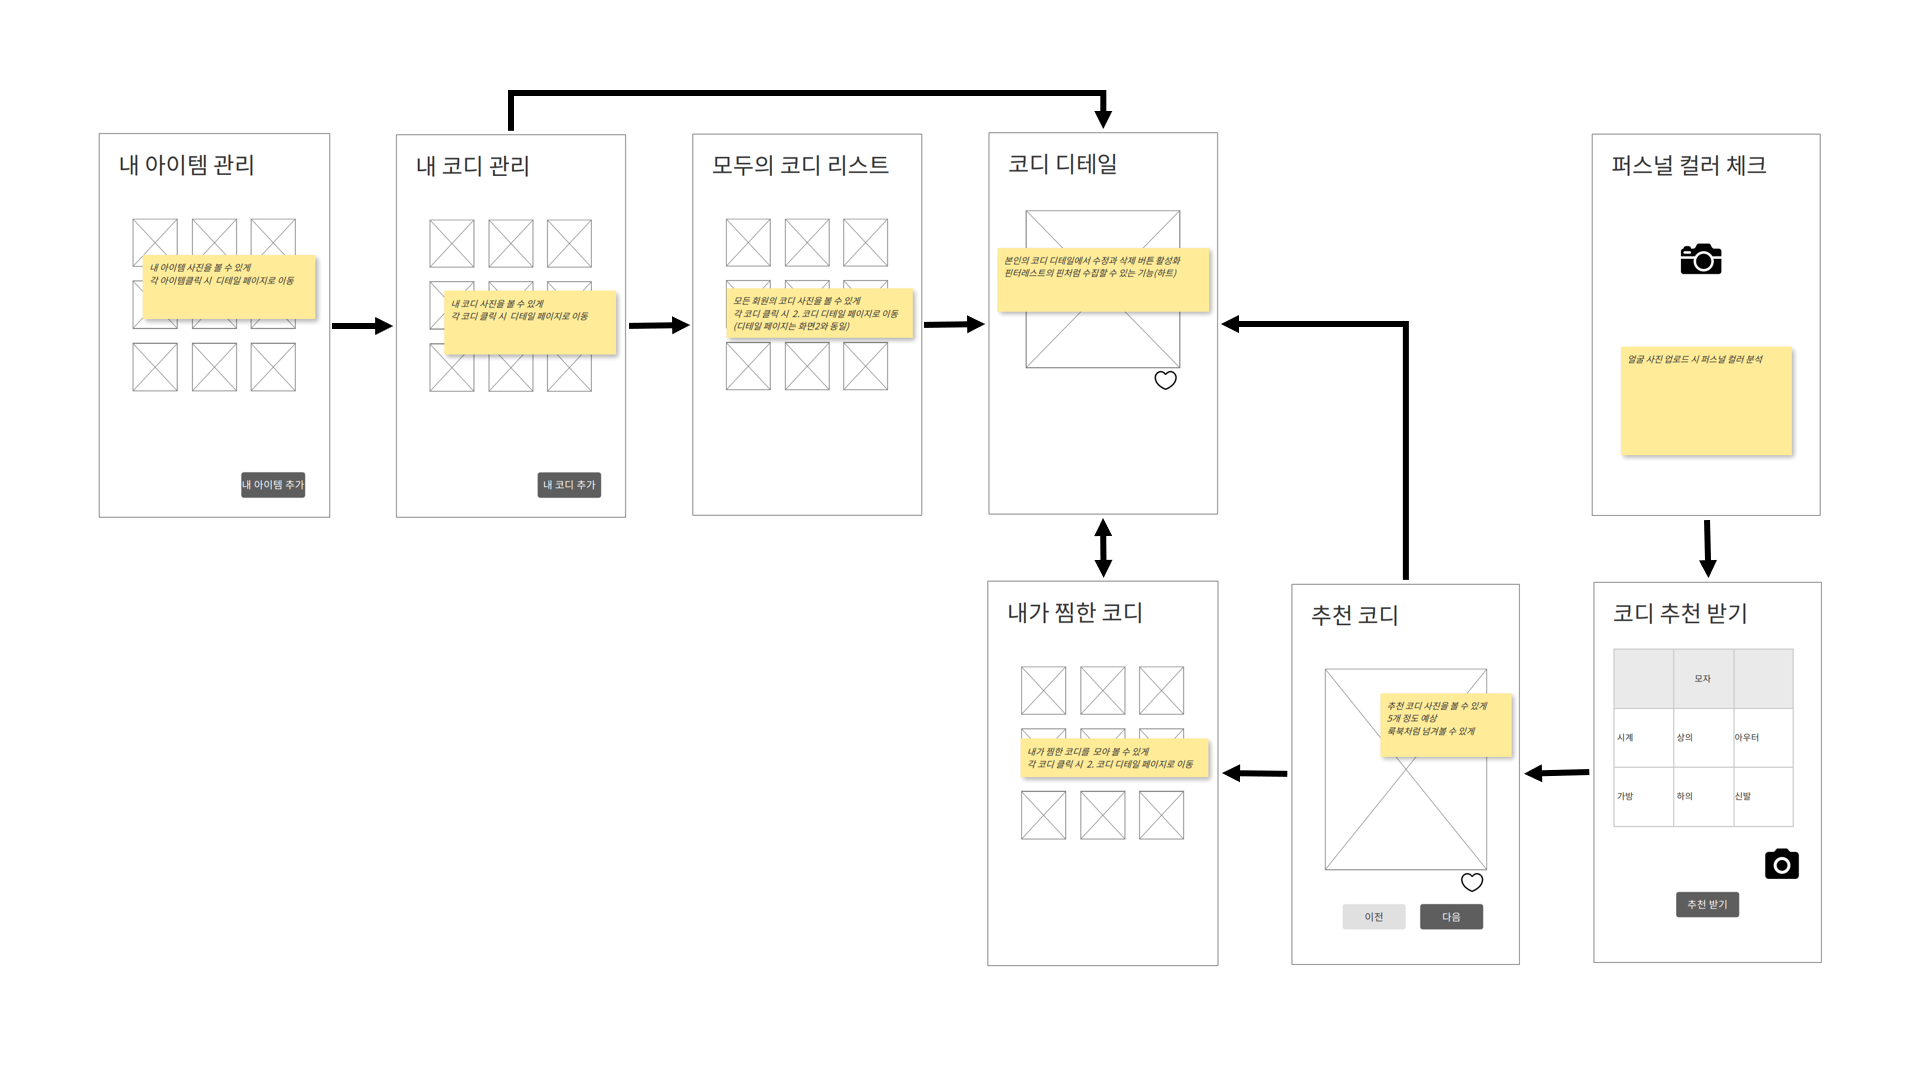 내 아이템 관리
내 아이템 사진을 볼 수 있게
각 아이템클릭 시 디테일 페이지로 이동
내 아이템 추가
내 코디 관리
내 코디 사진을 볼 수 있게
각 코디 클릭 시 디테일 페이지로 이동
내 코디 추가
모두의 코디 리스트
모든 회원의 코디 사진을 볼 수 있게
각 코디 클릭 시 2. 코디 디테일 페이지로 이동
(디테일 페이지는 화면2와 동일)
코디 디테일
본인의 코디 디테일에서 수정과 삭제 버튼 활성화
핀터레스트의 핀처럼 수집할 수 있는 기능(하트)
퍼스널 컬러 체크
얼굴 사진 업로드 시 퍼스널 컬러 분석
내가 찜한 코디
내가 찜한 코디를 모아 볼 수 있게
각 코디 클릭 시 2. 코디 디테일 페이지로 이동
추천 코디
추천 코디 사진을 볼 수 있게
5개 정도 예상
룩북처럼 넘겨볼 수 있게
이전
다음
코디 추천 받기
모자
시계
상의
아우터
가방
하의
신발
추천 받기